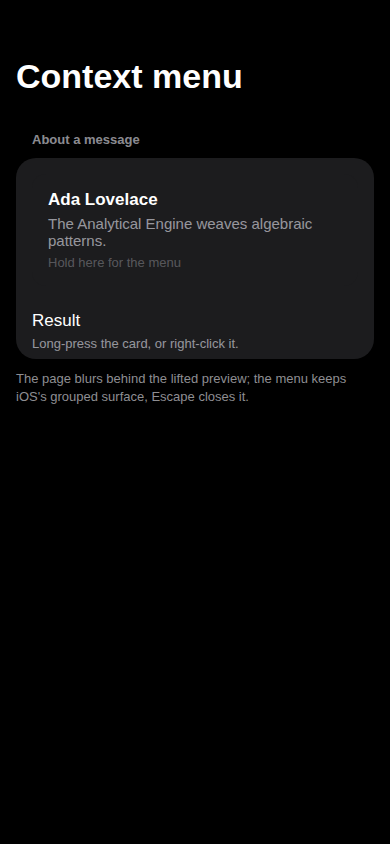 Context menu
About a message
Ada Lovelace
The Analytical Engine weaves algebraic
patterns.
Hold here for the menu
Result
Long-press the card, or right-click it.
The page blurs behind the lifted preview; the menu keeps
iOS's grouped surface, Escape closes it.